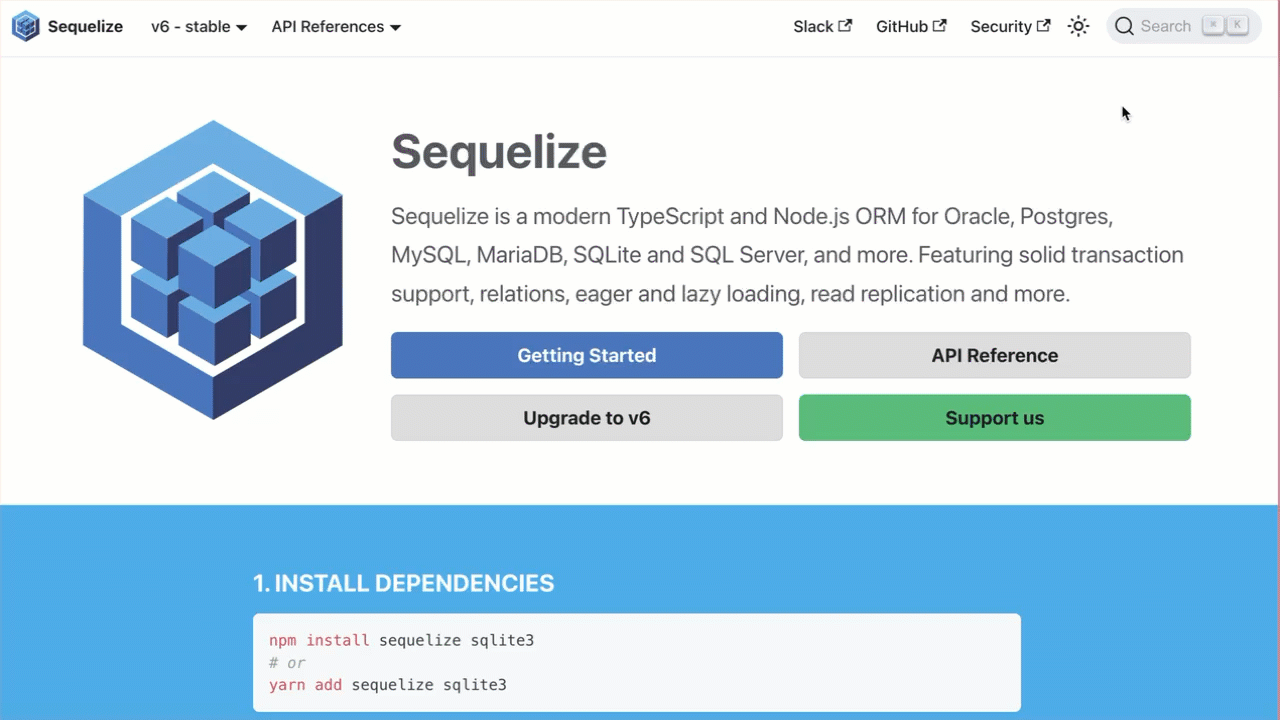 Sequelize v6 - stable API References Slack GitHub Security Search ⌘ K
Sequelize
Sequelize is a modern TypeScript and Node.js ORM for Oracle, Postgres,
MySQL, MariaDB, SQLite and SQL Server, and more. Featuring solid transaction
support, relations, eager and lazy loading, read replication and more.
Getting Started API Reference
Upgrade to v6 Support us
1. INSTALL DEPENDENCIES
npm install sequelize sqlite3
# or
yarn add sequelize sqlite3